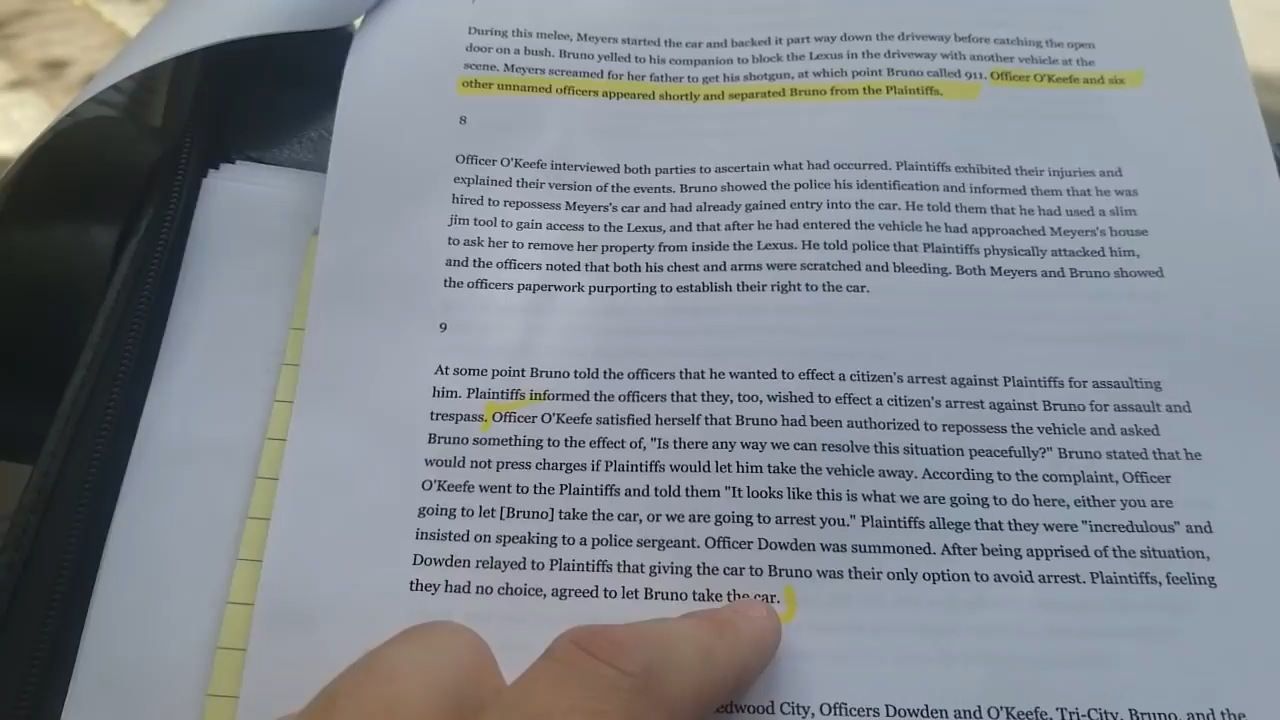 During this melee, Meyers started the car and backed it part way down the driveway before catching the open
door on a bush. Bruno yelled to his companion to block the Lexus in the driveway with another vehicle at the
scene. Meyers screamed for her father to get his shotgun, at which point Bruno called 911. Officer O'Keefe and six
other unnamed officers appeared shortly and separated Bruno from the Plaintiffs.
8
Officer O'Keefe interviewed both parties to ascertain what had occurred. Plaintiffs exhibited their injuries and
explained their version of the events. Bruno showed the police his identification and informed them that he was
hired to repossess Meyers's car and had already gained entry into the car. He told them that he had used a slim
jim tool to gain access to the Lexus, and that after he had entered the vehicle he had approached Meyers's house
to ask her to remove her property from inside the Lexus. He told police that Plaintiffs physically attacked him,
and the officers noted that both his chest and arms were scratched and bleeding. Both Meyers and Bruno showed
the officers paperwork purporting to establish their right to the car.
9
At some point Bruno told the officers that he wanted to effect a citizen's arrest against Plaintiffs for assaulting
him. Plaintiffs informed the officers that they, too, wished to effect a citizen's arrest against Bruno for assault and
trespass. Officer O'Keefe satisfied herself that Bruno had been authorized to repossess the vehicle and asked
Bruno something to the effect of, "Is there any way we can resolve this situation peacefully?" Bruno stated that he
would not press charges if Plaintiffs would let him take the vehicle away. According to the complaint, Officer
O'Keefe went to the Plaintiffs and told them "It looks like this is what we are going to do here, either you are
going to let [Bruno] take the car, or we are going to arrest you." Plaintiffs allege that they were "incredulous" and
insisted on speaking to a police sergeant. Officer Dowden was summoned. After being apprised of the situation,
Dowden relayed to Plaintiffs that giving the car to Bruno was their only option to avoid arrest. Plaintiffs, feeling
they had no choice, agreed to let Bruno take the car.
City, Officers Dowden and O'Keefe, Tri-City, Bruno, and the